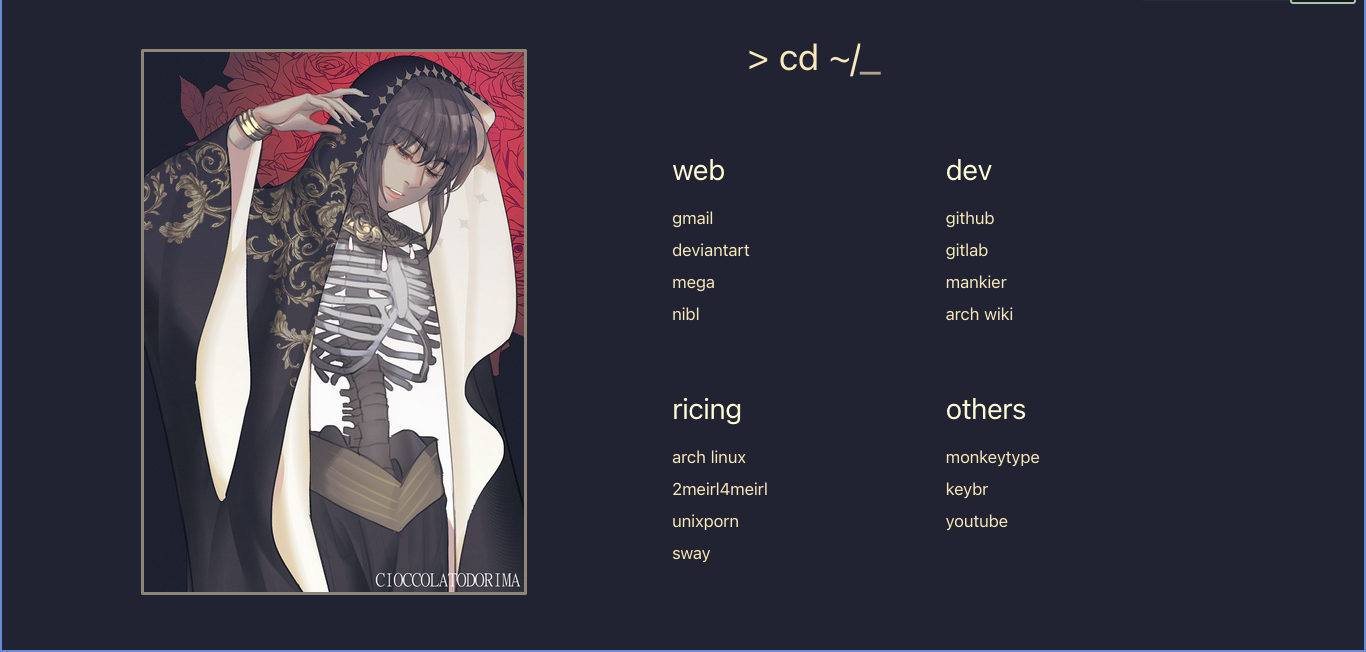 > cd ~/_
web
gmail
deviantart
mega
nibl
dev
github
gitlab
mankier
arch wiki
ricing
arch linux
2meirl4meirl
unixporn
sway
others
monkeytype
keybr
youtube
CIOCCOLATODORIMA